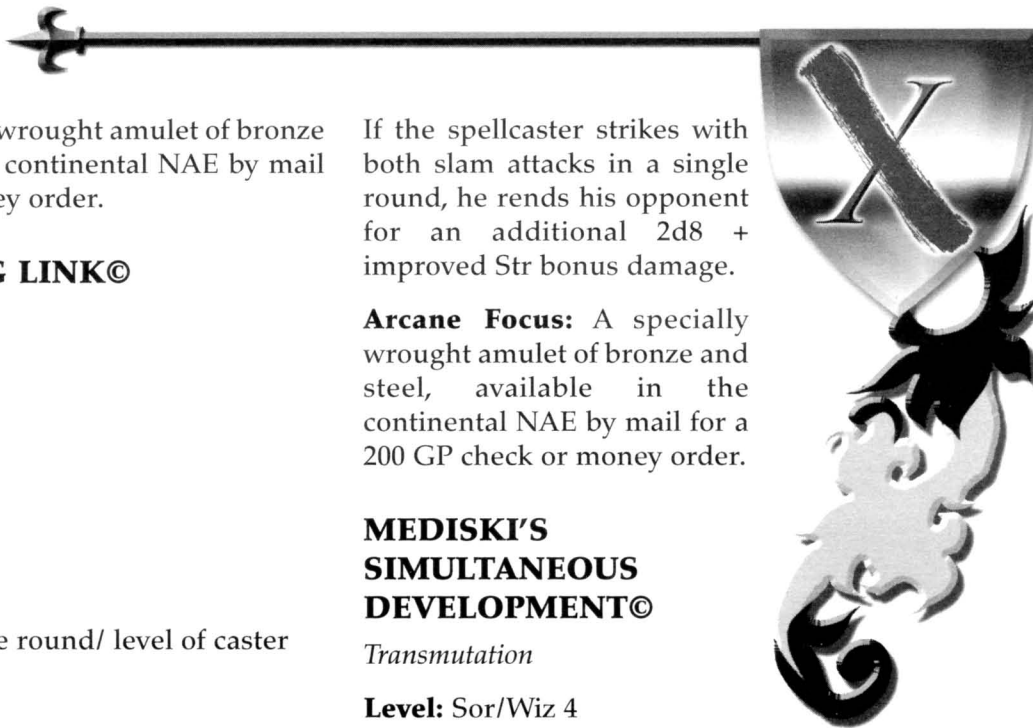 wrought amulet of bronze
continental NAE by mail
ey order.
G LINK©
e round/ level of caster
If the spellcaster strikes with
both slam attacks in a single
round, he rends his opponent
for an additional 2d8 +
improved Str bonus damage.
Arcane Focus: A specially
wrought amulet of bronze and
steel, available in the
continental NAE by mail for a
200 GP check or money order.
MEDISKI'S
SIMULTANEOUS
DEVELOPMENT©
Transmutation
Level: Sor/Wiz 4
X